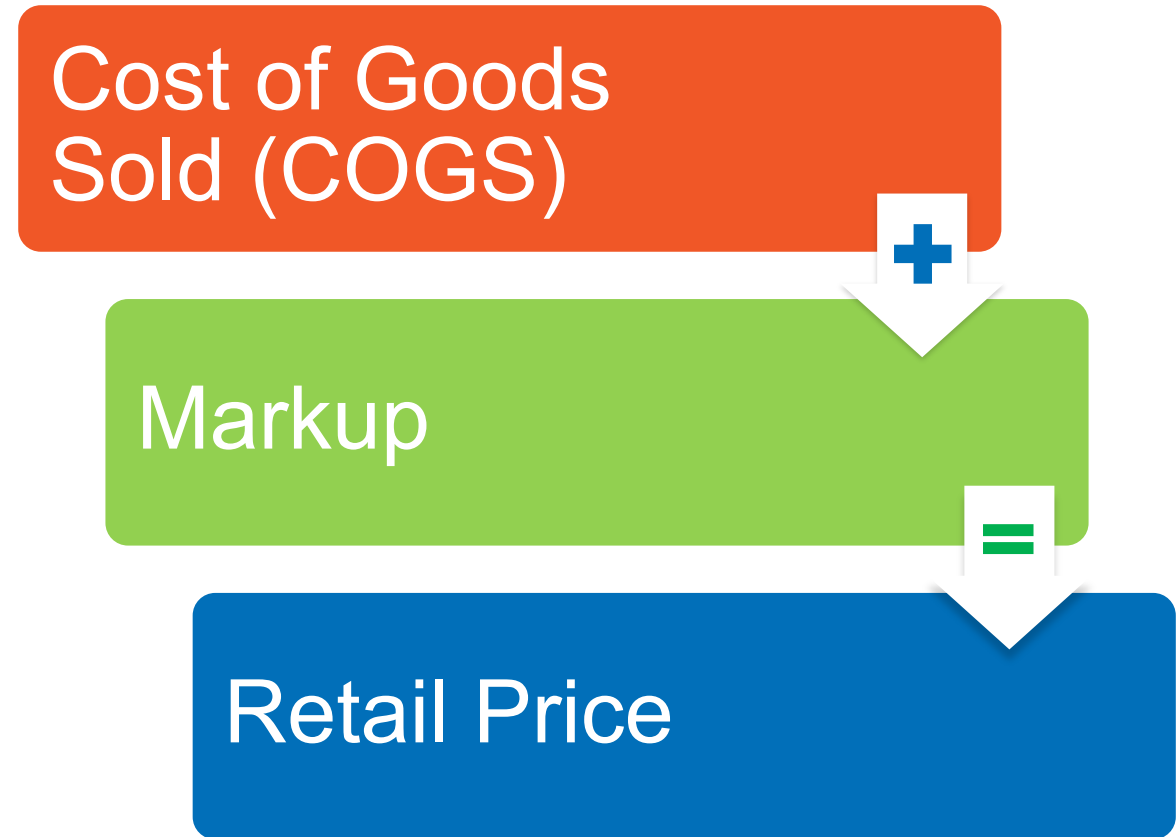 Cost of Goods
Sold (COGS)
+
Markup
=
Retail Price